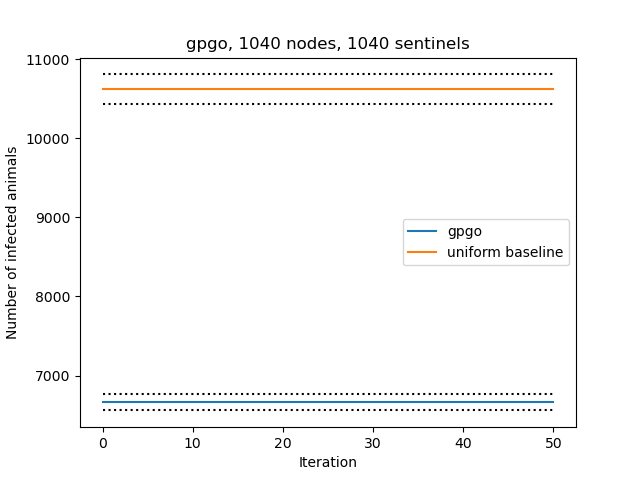 gpgo, 1040 nodes, 1040 sentinels
Number of infected animals
11000
10000
9000
8000
7000
gpgo
uniform baseline
0 10 20 30 40 50
Iteration